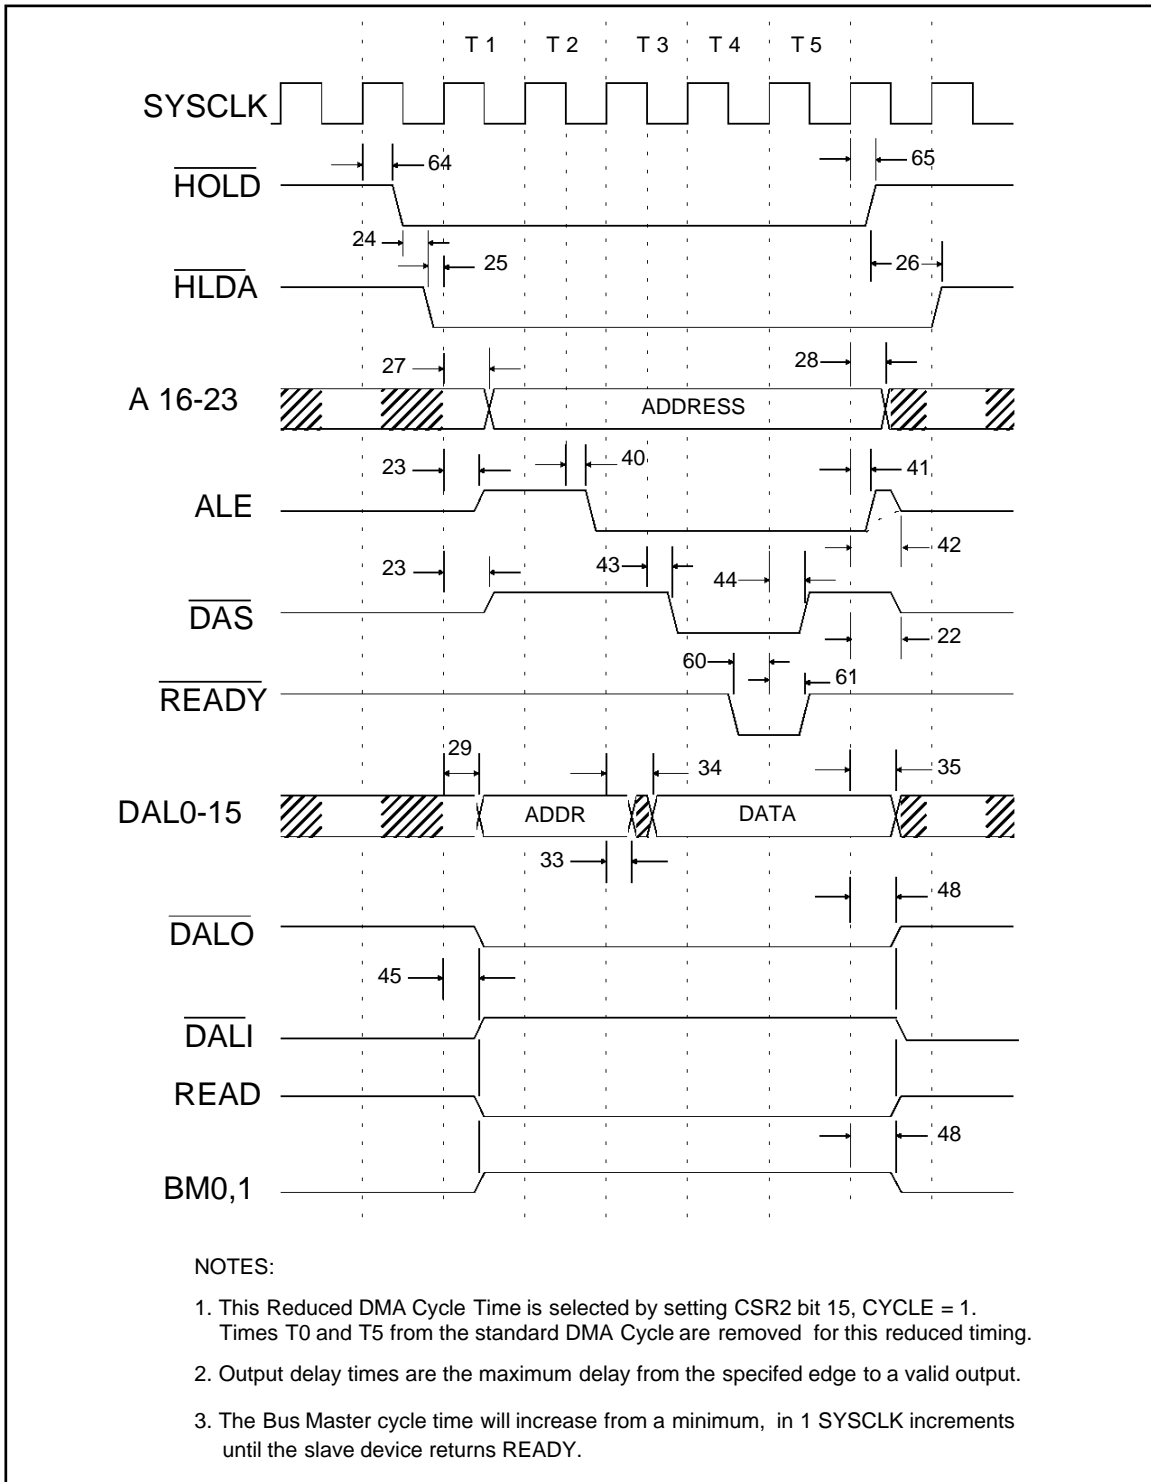 T 1 T 2 T 3 T 4 T 5
SYSCLK
64 65
HOLD
24 25 26
HLDA
27 28
A 16-23 ADDRESS
23 40 41
ALE
42
23 43 44
DAS
22
60 61
READY
29 34 35
DAL0-15 ADDR DATA
33
48
DALO
45
DALI
READ
48
BM0,1
NOTES:
1. This Reduced DMA Cycle Time is selected by setting CSR2 bit 15, CYCLE = 1.
Times T0 and T5 from the standard DMA Cycle are removed for this reduced timing.
2. Output delay times are the maximum delay from the specifed edge to a valid output.
3. The Bus Master cycle time will increase from a minimum, in 1 SYSCLK increments
until the slave device returns READY.